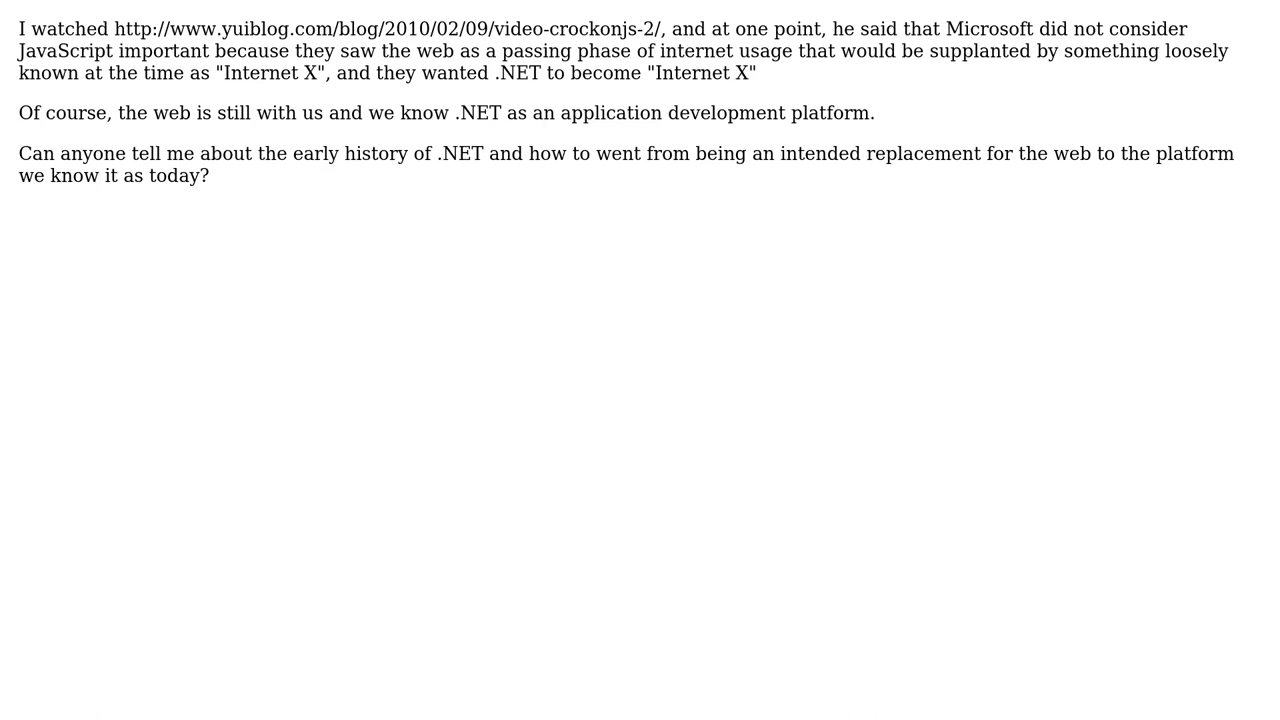 I watched http://www.yuiblog.com/blog/2010/02/09/video-crockonjs-2/, and at one point, he said that Microsoft did not consider
JavaScript important because they saw the web as a passing phase of internet usage that would be supplanted by something loosely
known at the time as "Internet X", and they wanted .NET to become "Internet X"
Of course, the web is still with us and we know .NET as an application development platform.
Can anyone tell me about the early history of .NET and how to went from being an intended replacement for the web to the platform
we know it as today?